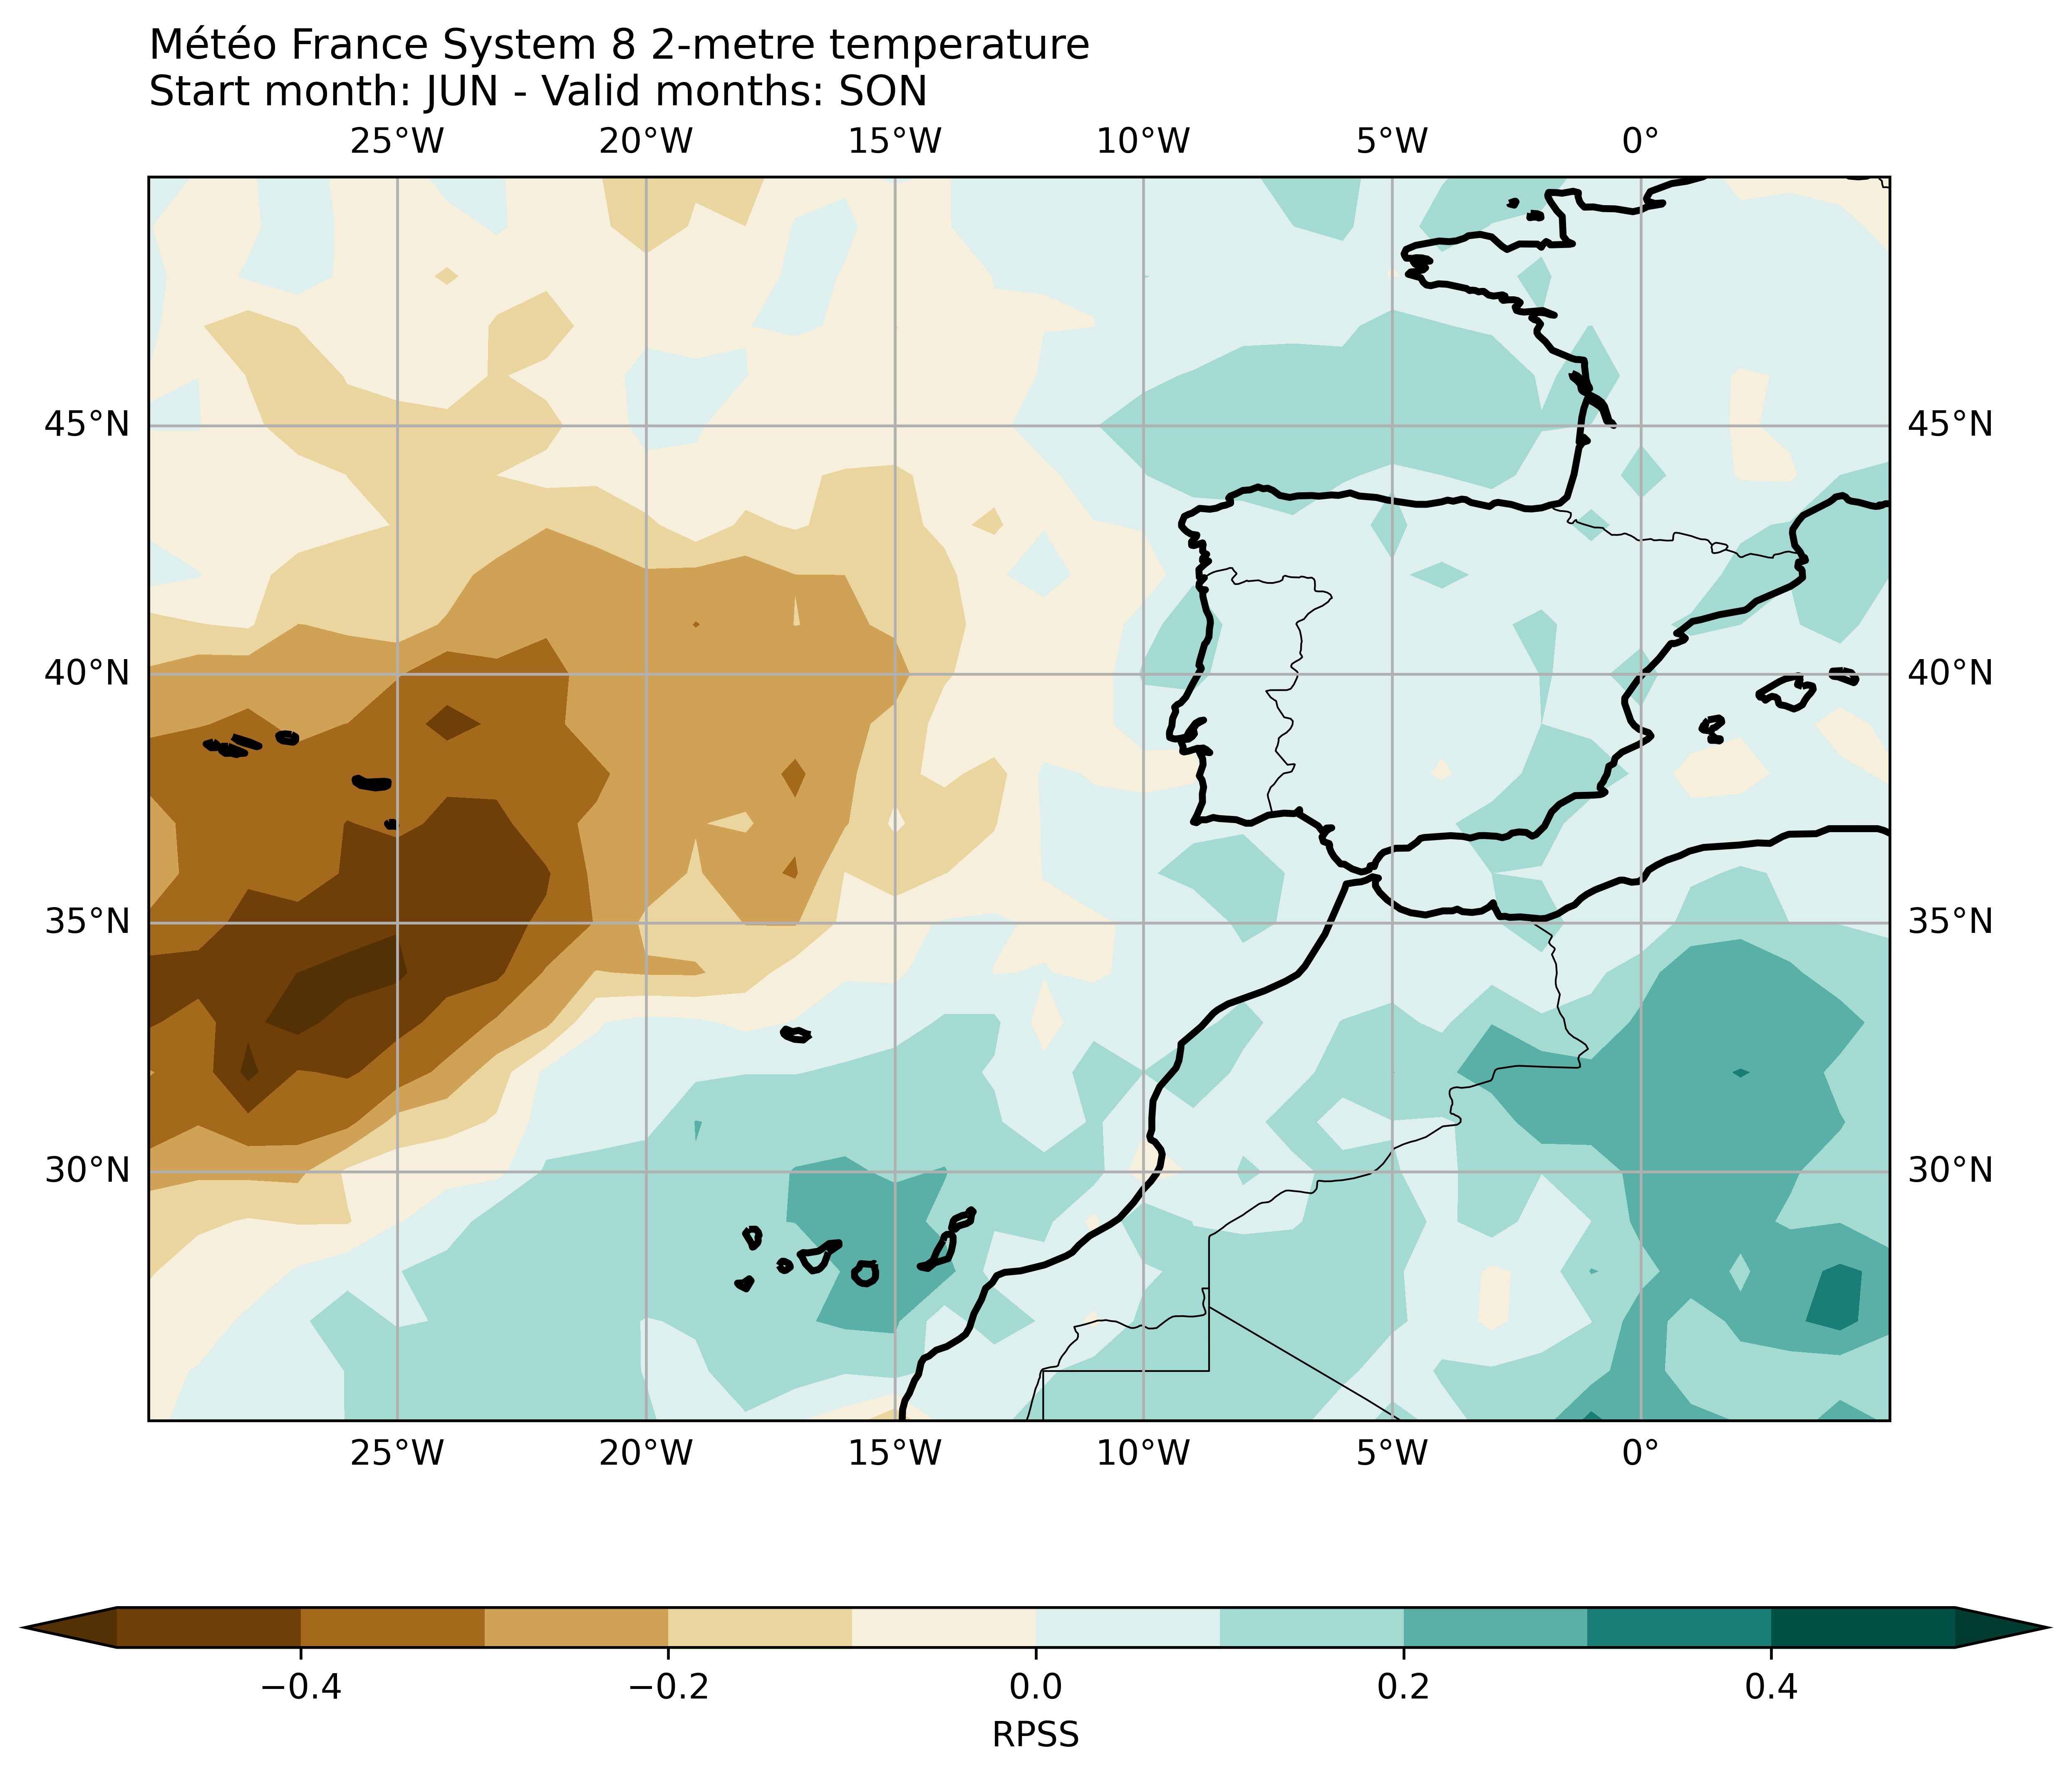 Météo France System 8 2-metre temperature
Start month: JUN - Valid months: SON
25°W 20°W 15°W 10°W 5°W 0°
45°N 45°N
40°N 40°N
35°N 35°N
30°N 30°N
25°W 20°W 15°W 10°W 5°W 0°
−0.4 −0.2 0.0 0.2 0.4
RPSS